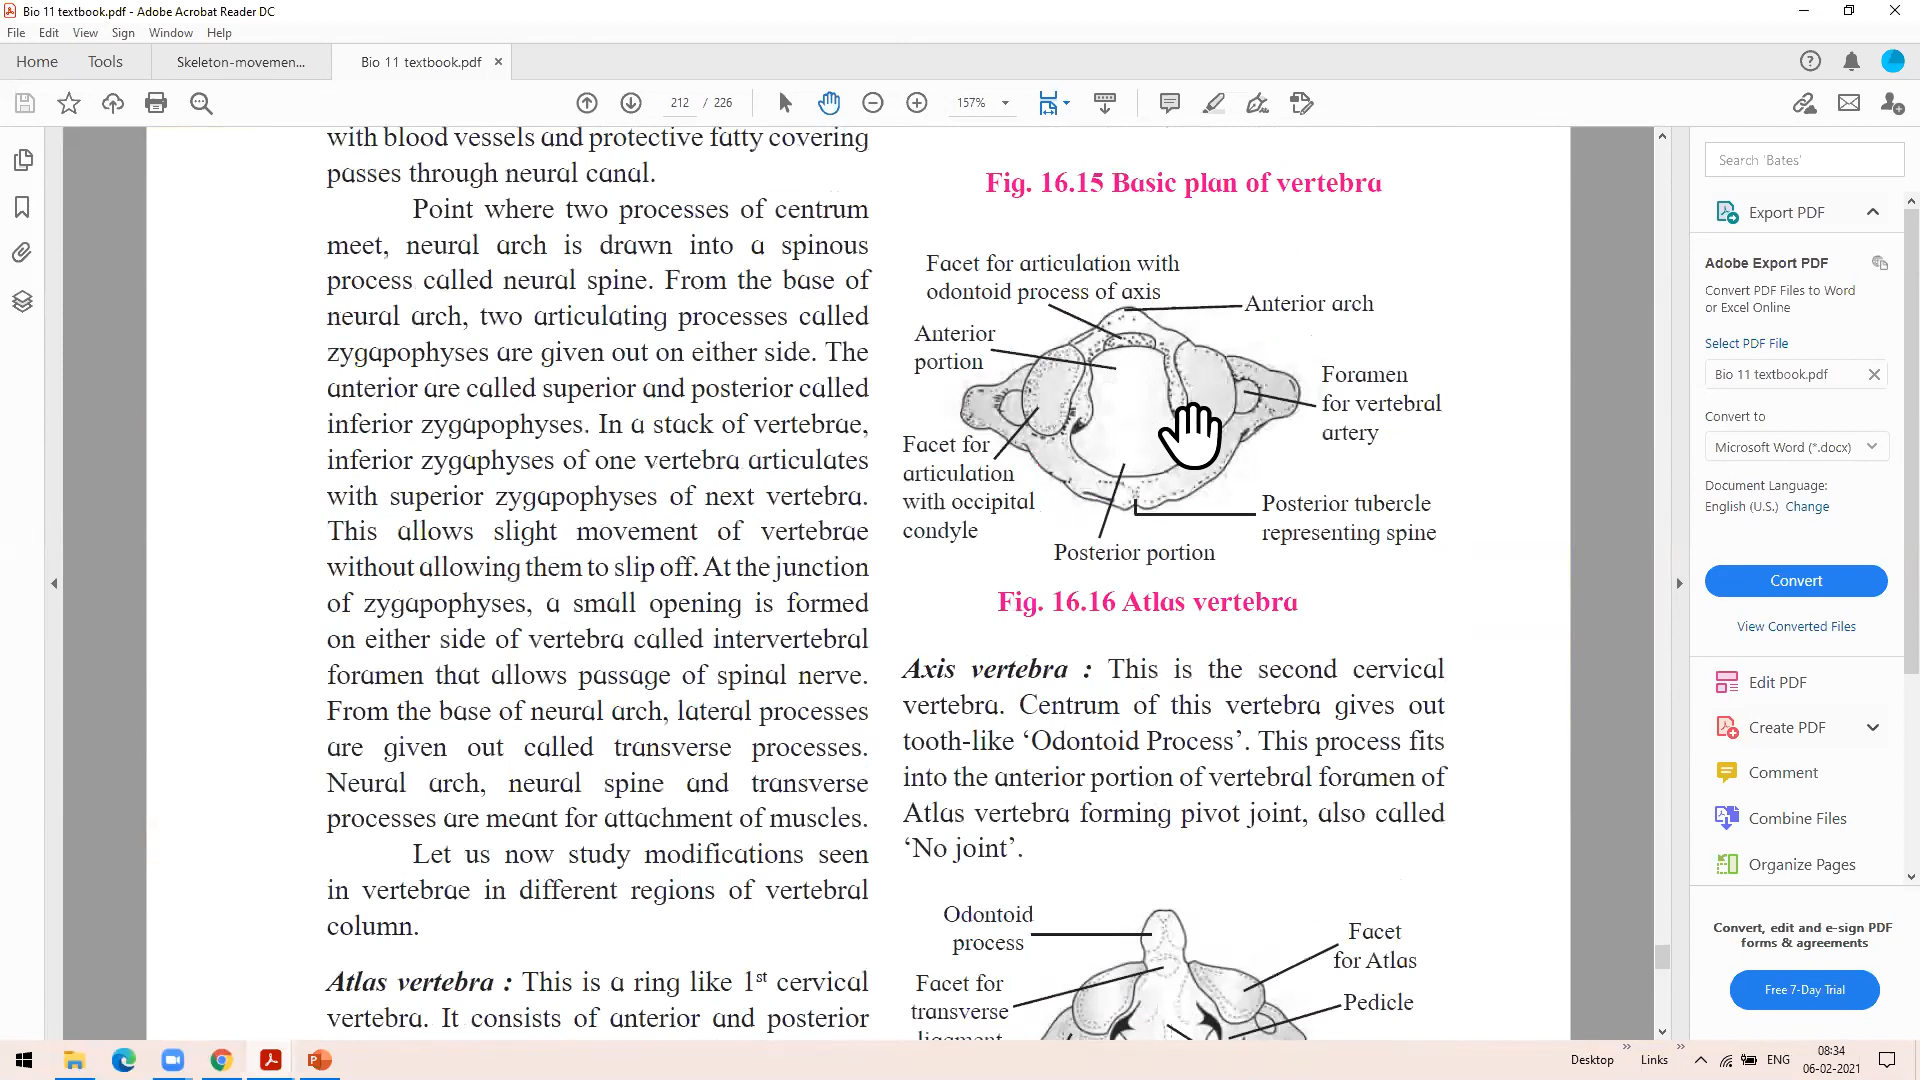 Bio 11 textbook.pdf - Adobe Acrobat Reader DC
File Edit View Sign Window Help
Home Tools Skeleton-movemen... Bio 11 textbook.pdf ×
212 / 226 157%
with blood vessels and protective fatty covering
passes through neural canal.
Point where two processes of centrum
meet, neural arch is drawn into a spinous
process called neural spine. From the base of
neural arch, two articulating processes called
zygapophyses are given out on either side. The
anterior are called superior and posterior called
inferior zygapophyses. In a stack of vertebrae,
inferior zygaphyses of one vertebra articulates
with superior zygapophyses of next vertebra.
This allows slight movement of vertebrae
without allowing them to slip off. At the junction
of zygapophyses, a small opening is formed
on either side of vertebra called intervertebral
foramen that allows passage of spinal nerve.
From the base of neural arch, lateral processes
are given out called transverse processes.
Neural arch, neural spine and transverse
processes are meant for attachment of muscles.
Let us now study modifications seen
in vertebrae in different regions of vertebral
column.
Atlas vertebra : This is a ring like 1st cervical
vertebra. It consists of anterior and posterior
Fig. 16.15 Basic plan of vertebra
Facet for articulation with
odontoid process of axis
Anterior arch
Anterior
portion
Foramen
for vertebral
artery
Facet for
articulation
with occipital
condyle
Posterior tubercle
representing spine
Posterior portion
Fig. 16.16 Atlas vertebra
Axis vertebra : This is the second cervical
vertebra. Centrum of this vertebra gives out
tooth-like ‘Odontoid Process’. This process fits
into the anterior portion of vertebral foramen of
Atlas vertebra forming pivot joint, also called
‘No joint’.
Odontoid
process
Facet
for Atlas
Facet for
transverse
ligament
Pedicle
Search 'Bates'
Export PDF
Adobe Export PDF
Convert PDF Files to Word
or Excel Online
Select PDF File
Bio 11 textbook.pdf
Convert to
Microsoft Word (*.docx)
Document Language:
English (U.S.) Change
Convert
View Converted Files
Edit PDF
Create PDF
Comment
Combine Files
Organize Pages
Convert, edit and e-sign PDF
forms & agreements
Free 7-Day Trial
Desktop Links ENG 08:34
06-02-2021